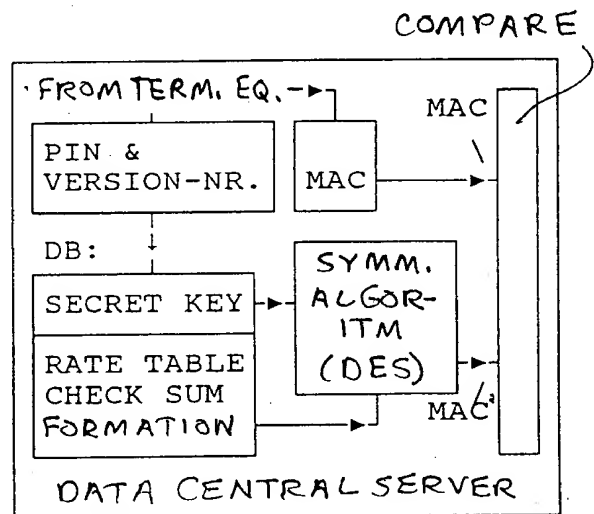 COMPARE
FROM TERM. EQ.
MAC
PIN &
VERSION-NR.
MAC
DB:
SYMM.
ALGOR-
ITM
(DES)
SECRET KEY
RATE TABLE
CHECK SUM
FORMATION
MAC'
DATA CENTRAL SERVER